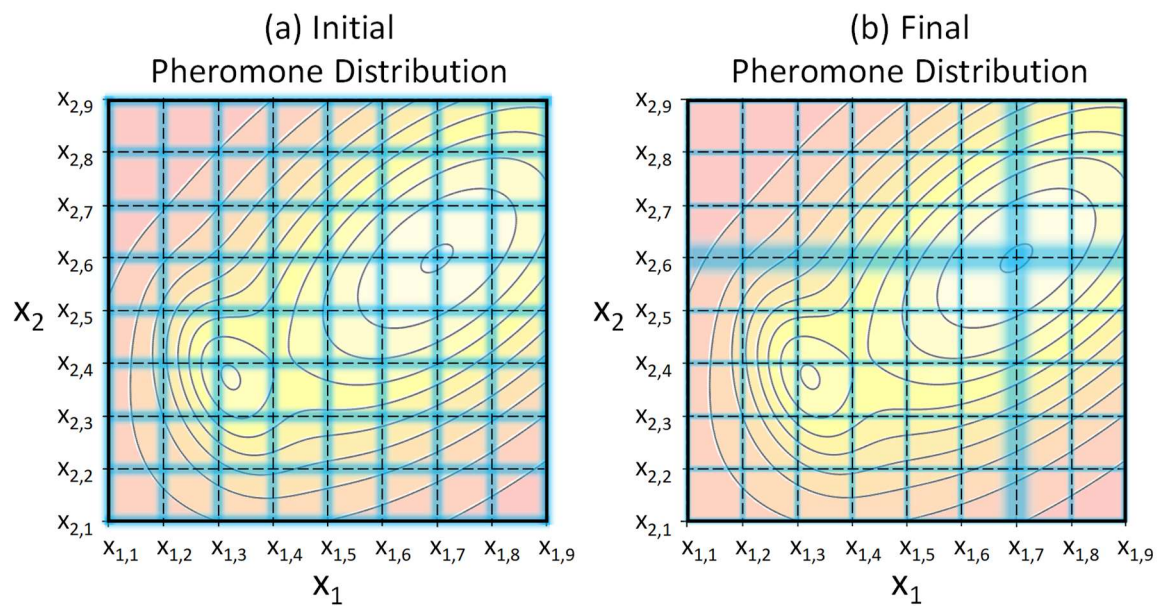 (a) Initial
Pheromone Distribution
x2,9
x2,8
x2,7
x2,6
x2,5
x2,4
x2,3
x2,2
x2,1
x2
x1,1 x1,2 x1,3 x1,4 x1,5 x1,6 x1,7 x1,8 x1,9
x1
(b) Final
Pheromone Distribution
x2,9
x2,8
x2,7
x2,6
x2,5
x2,4
x2,3
x2,2
x2,1
x2
x1,1 x1,2 x1,3 x1,4 x1,5 x1,6 x1,7 x1,8 x1,9
x1